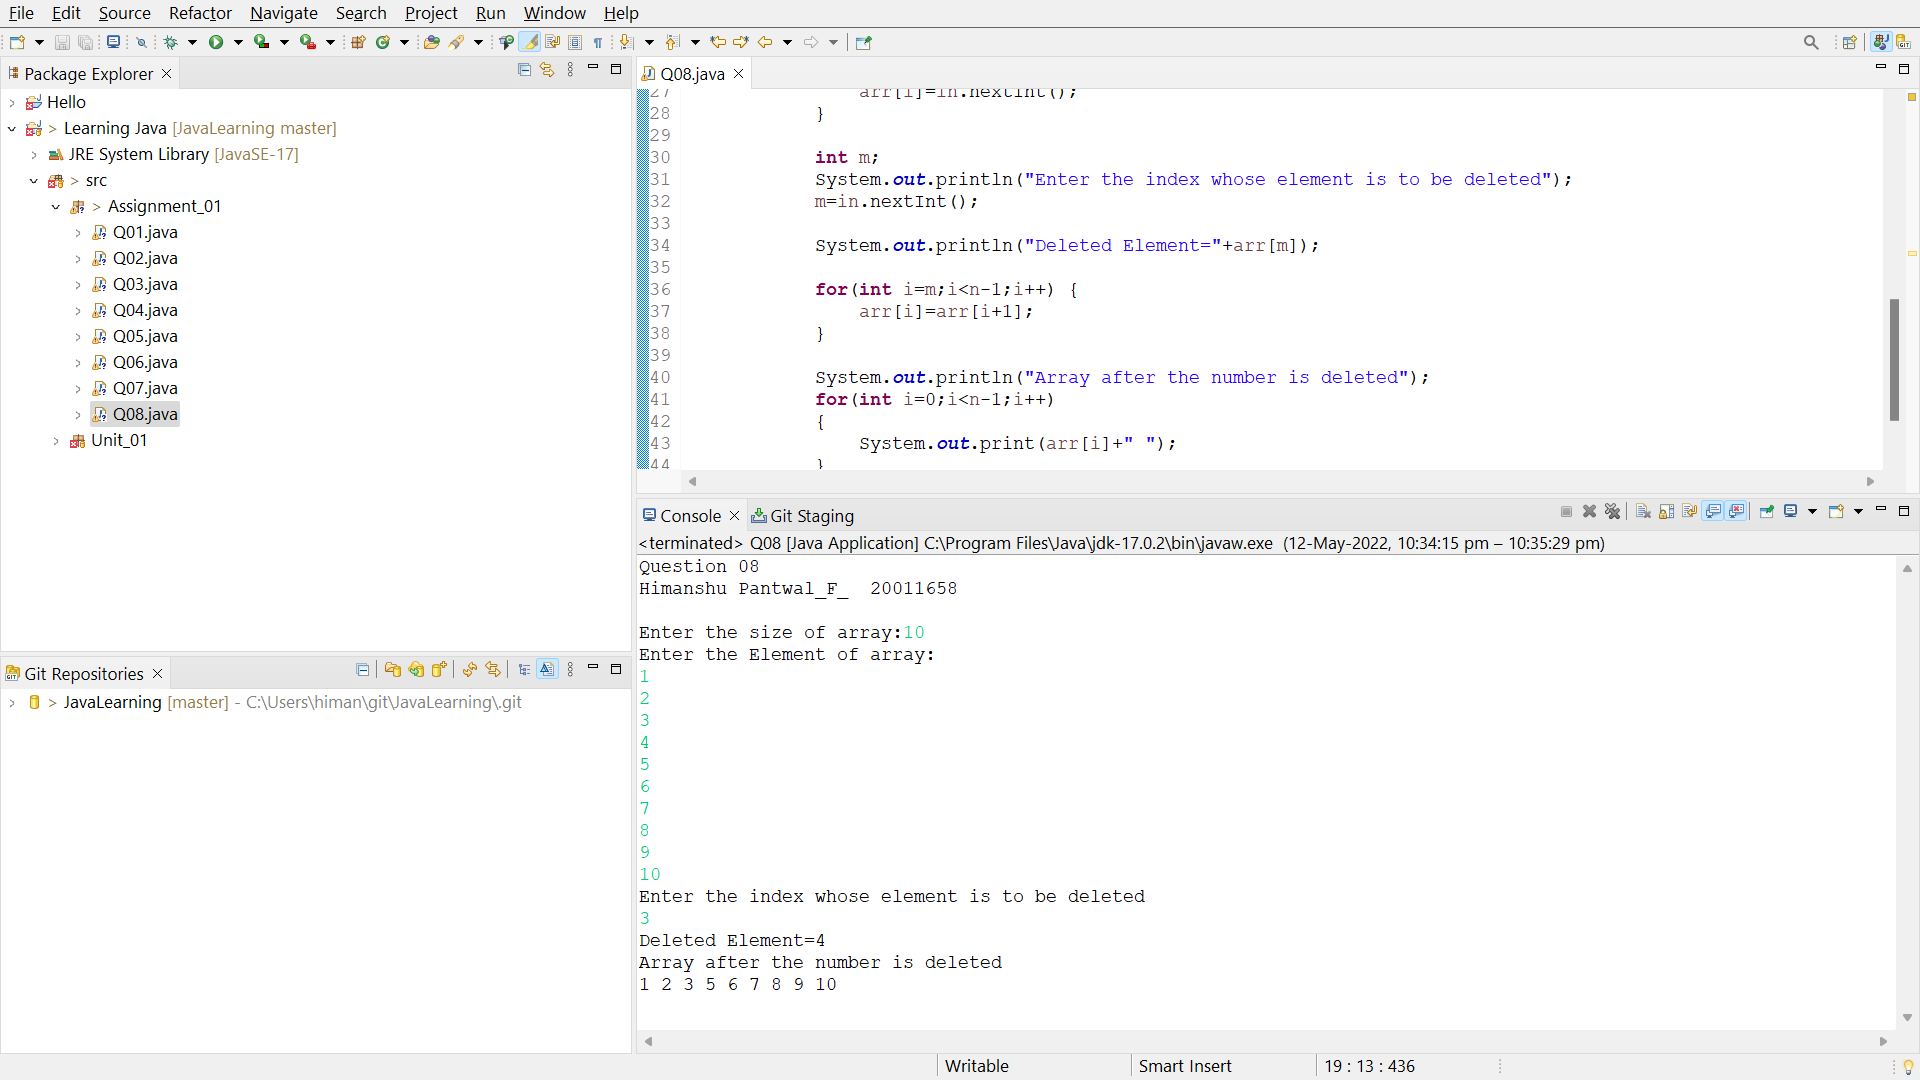 File Edit Source Refactor Navigate Search Project Run Window Help
Package Explorer
Hello
> Learning Java [JavaLearning master]
JRE System Library [JavaSE-17]
> src
> Assignment_01
Q01.java
Q02.java
Q03.java
Q04.java
Q05.java
Q06.java
Q07.java
Q08.java
Unit_01
Git Repositories
> JavaLearning [master] - C:\Users\himan\git\JavaLearning\.git
Q08.java
27 arr[i]=in.nextInt();
28 }
29
30 int m;
31 System.out.println("Enter the index whose element is to be deleted");
32 m=in.nextInt();
33
34 System.out.println("Deleted Element="+arr[m]);
35
36 for(int i=m;i<n-1;i++) {
37 arr[i]=arr[i+1];
38 }
39
40 System.out.println("Array after the number is deleted");
41 for(int i=0;i<n-1;i++)
42 {
43 System.out.print(arr[i]+" ");
44 }
Console Git Staging
<terminated> Q08 [Java Application] C:\Program Files\Java\jdk-17.0.2\bin\javaw.exe (12-May-2022, 10:34:15 pm – 10:35:29 pm)
Question 08
Himanshu Pantwal_F_ 20011658
Enter the size of array:10
Enter the Element of array:
1
2
3
4
5
6
7
8
9
10
Enter the index whose element is to be deleted
3
Deleted Element=4
Array after the number is deleted
1 2 3 5 6 7 8 9 10
Writable Smart Insert 19 : 13 : 436